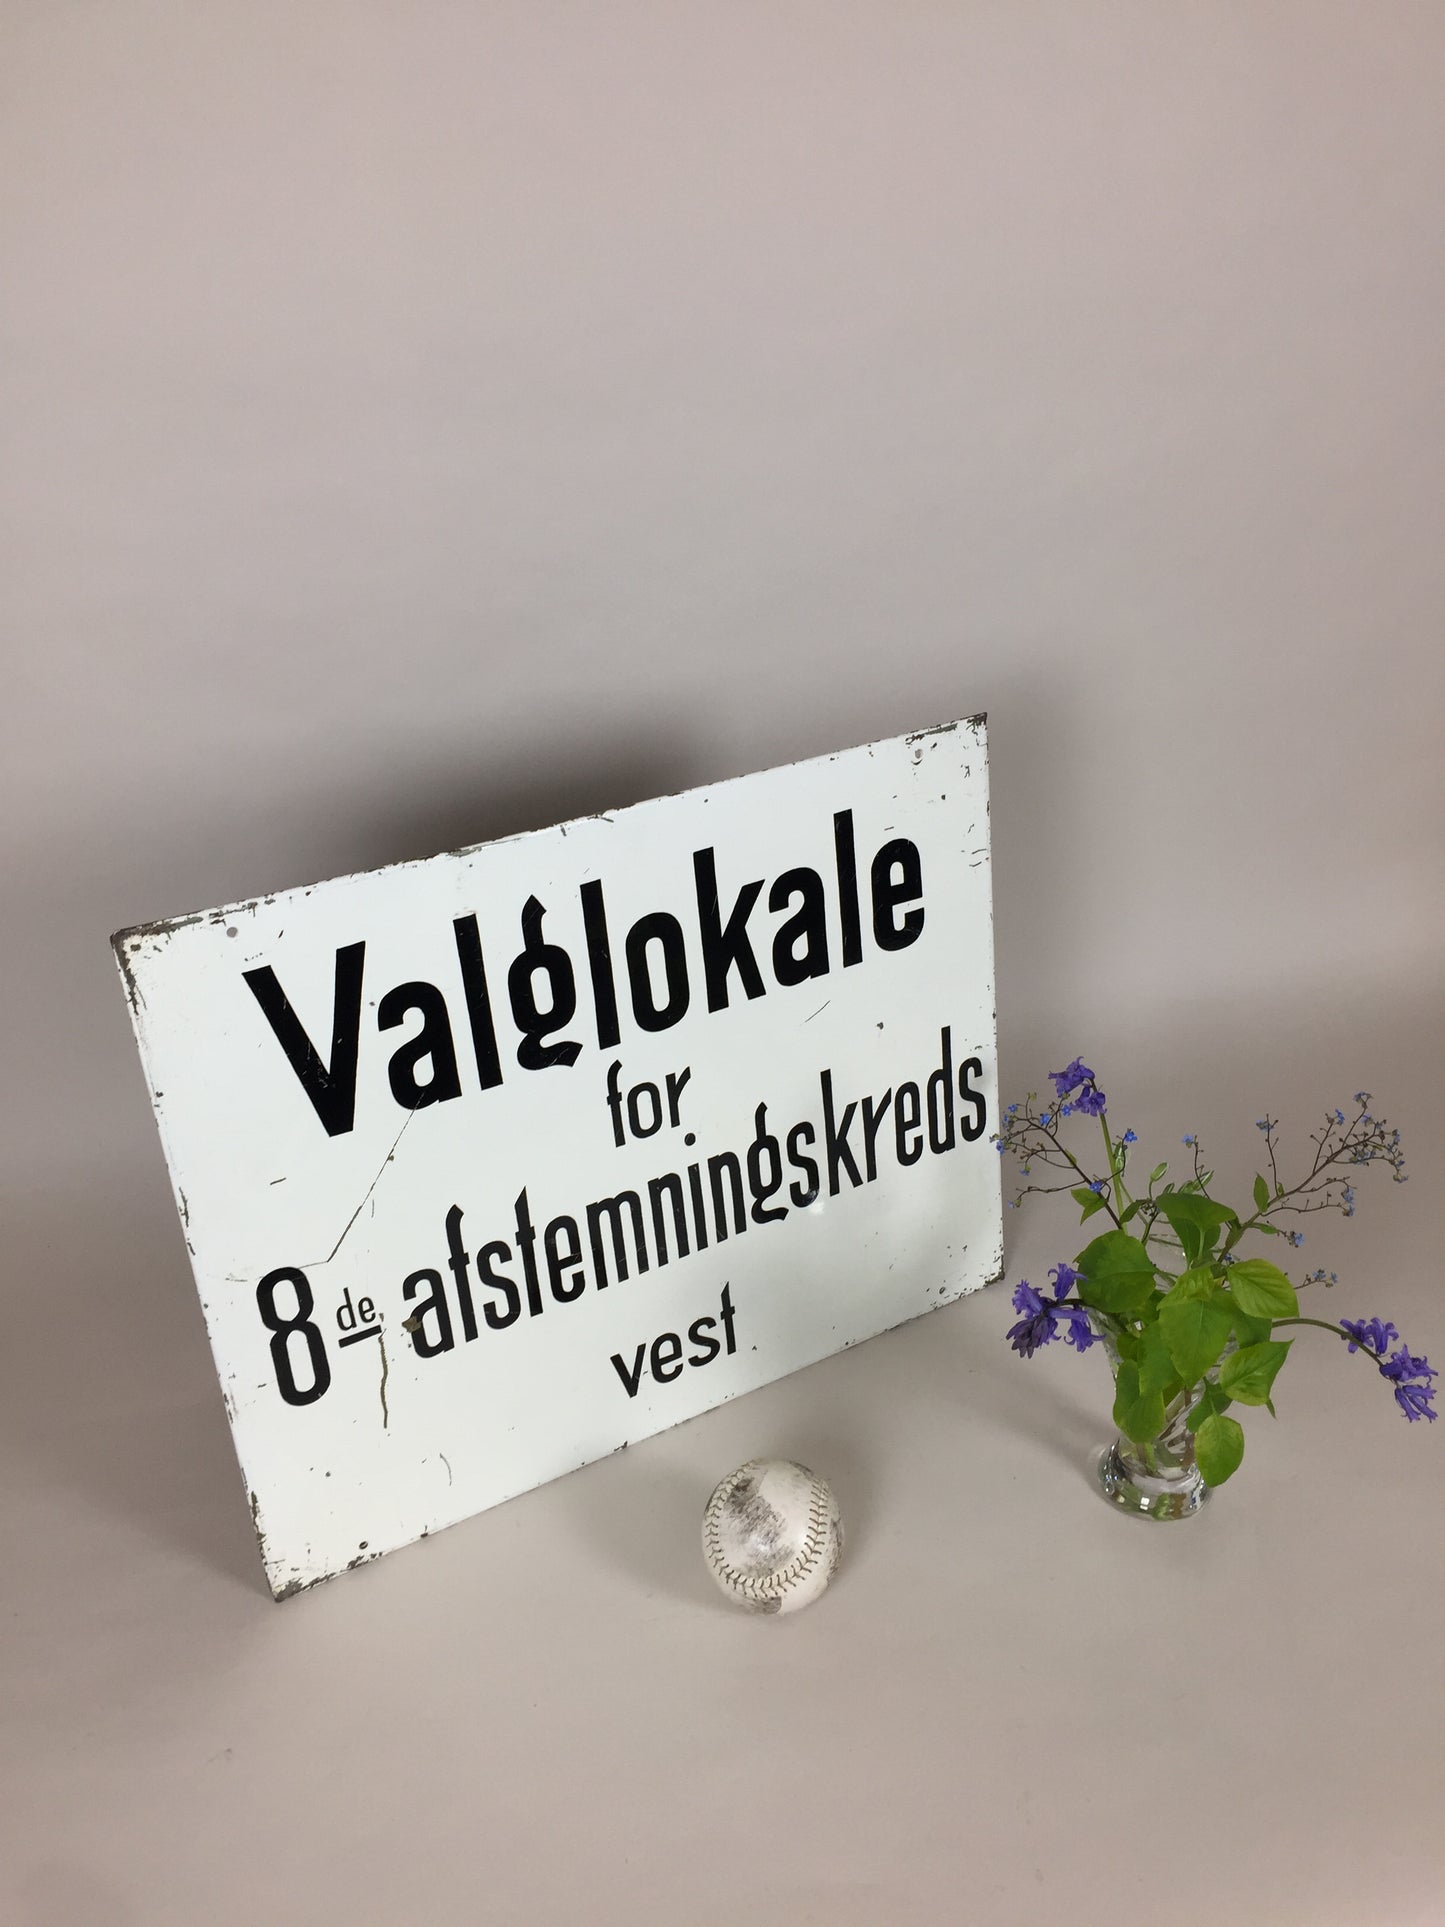 Valglokale
for
8de afstemningskreds
vest